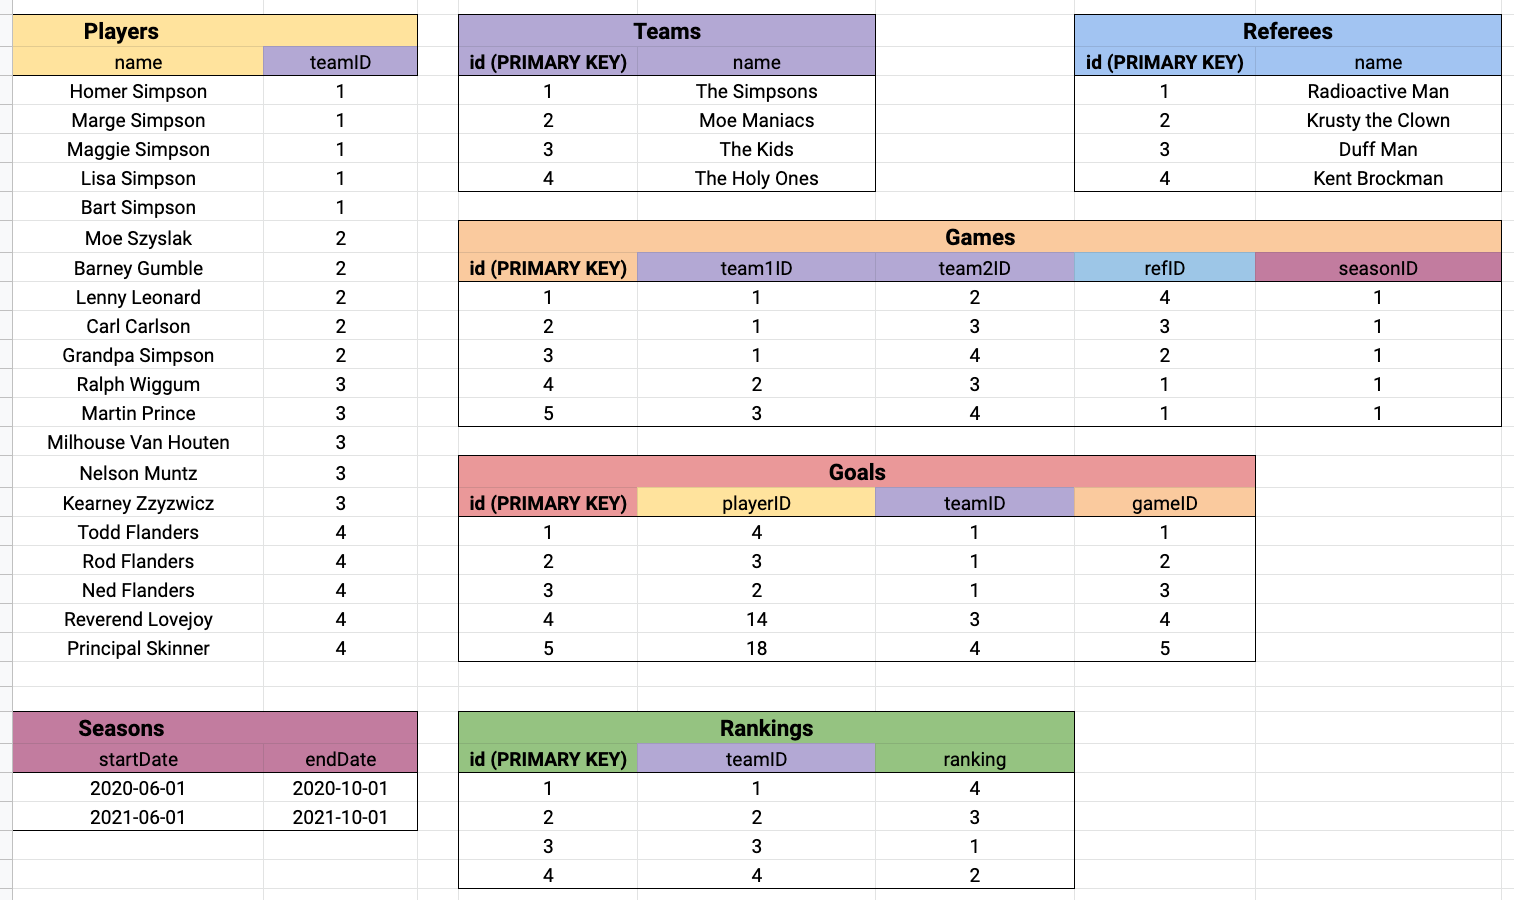 Players
name teamID
Homer Simpson 1
Marge Simpson 1
Maggie Simpson 1
Lisa Simpson 1
Bart Simpson 1
Moe Szyslak 2
Barney Gumble 2
Lenny Leonard 2
Carl Carlson 2
Grandpa Simpson 2
Ralph Wiggum 3
Martin Prince 3
Milhouse Van Houten 3
Nelson Muntz 3
Kearney Zzyzwicz 3
Todd Flanders 4
Rod Flanders 4
Ned Flanders 4
Reverend Lovejoy 4
Principal Skinner 4
Teams
id (PRIMARY KEY) name
1 The Simpsons
2 Moe Maniacs
3 The Kids
4 The Holy Ones
Referees
id (PRIMARY KEY) name
1 Radioactive Man
2 Krusty the Clown
3 Duff Man
4 Kent Brockman
Games
id (PRIMARY KEY) team1ID team2ID refID seasonID
1 1 2 4 1
2 1 3 3 1
3 1 4 2 1
4 2 3 1 1
5 3 4 1 1
Goals
id (PRIMARY KEY) playerID teamID gameID
1 4 1 1
2 3 1 2
3 2 1 3
4 14 3 4
5 18 4 5
Seasons
startDate endDate
2020-06-01 2020-10-01
2021-06-01 2021-10-01
Rankings
id (PRIMARY KEY) teamID ranking
1 1 4
2 2 3
3 3 1
4 4 2